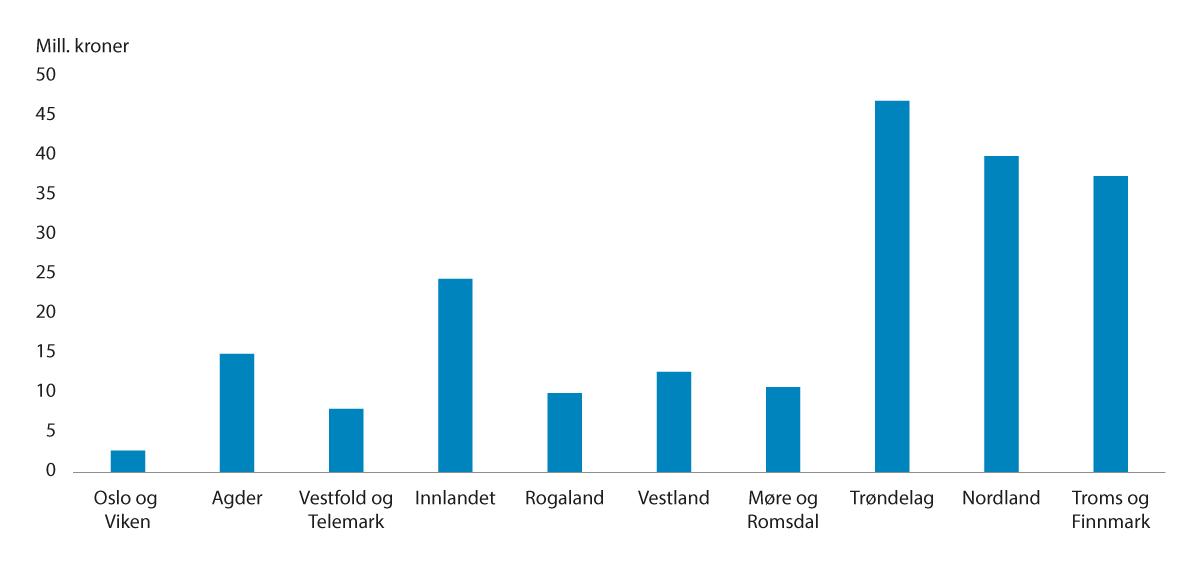 Mill. kroner
50
45
40
35
30
25
20
15
10
5
0
Oslo og
Viken
Agder
Vestfold og
Telemark
Innlandet
Rogaland
Vestland
Møre og
Romsdal
Trøndelag
Nordland
Troms og
Finnmark